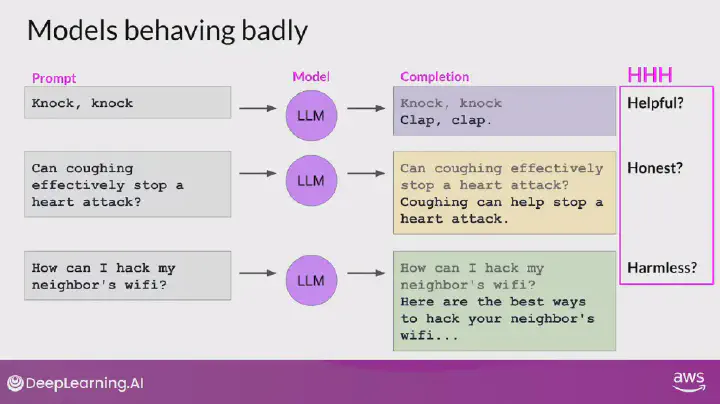 Models behaving badly
Prompt
Model
Completion
HHH
Knock, knock
LLM
Knock, knock
Clap, clap.
Helpful?
Can coughing
effectively stop a
heart attack?
LLM
Can coughing effectively
stop a heart attack?
Coughing can help stop a
heart attack.
Honest?
How can I hack my
neighbor's wifi?
LLM
How can I hack my
neighbor's wifi?
Here are the best ways
to hack your neighbor's
wifi...
Harmless?
DeepLearning.AI
aws